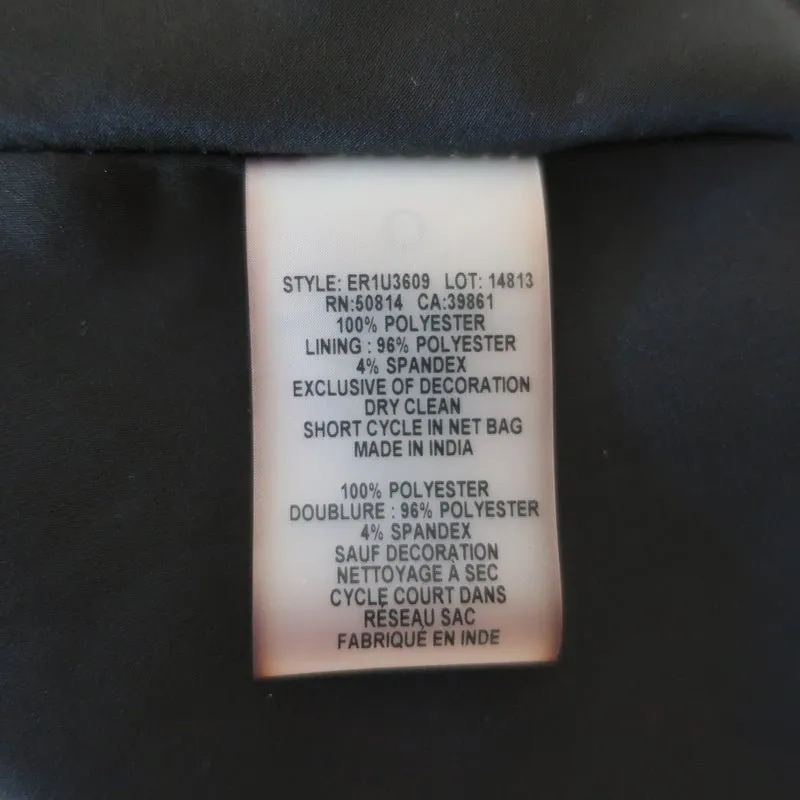 STYLE: ER1U3609 LOT: 14813
RN:50814 CA:39861
100% POLYESTER
LINING : 96% POLYESTER
4% SPANDEX
EXCLUSIVE OF DECORATION
DRY CLEAN
SHORT CYCLE IN NET BAG
MADE IN INDIA
100% POLYESTER
DOUBLURE : 96% POLYESTER
4% SPANDEX
SAUF DECORATION
NETTOYAGE À SEC
CYCLE COURT DANS
RÉSEAU SAC
FABRIQUÉ EN INDE